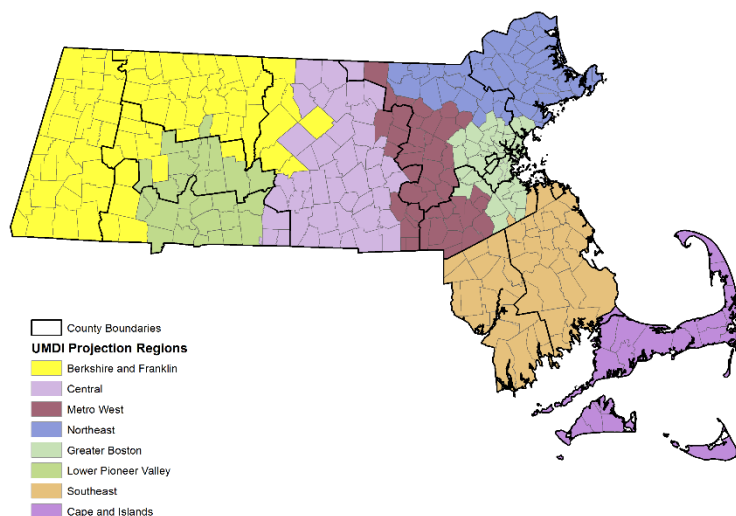 County Boundaries
UMDI Projection Regions
Berkshire and Franklin
Central
Metro West
Northeast
Greater Boston
Lower Pioneer Valley
Southeast
Cape and Islands